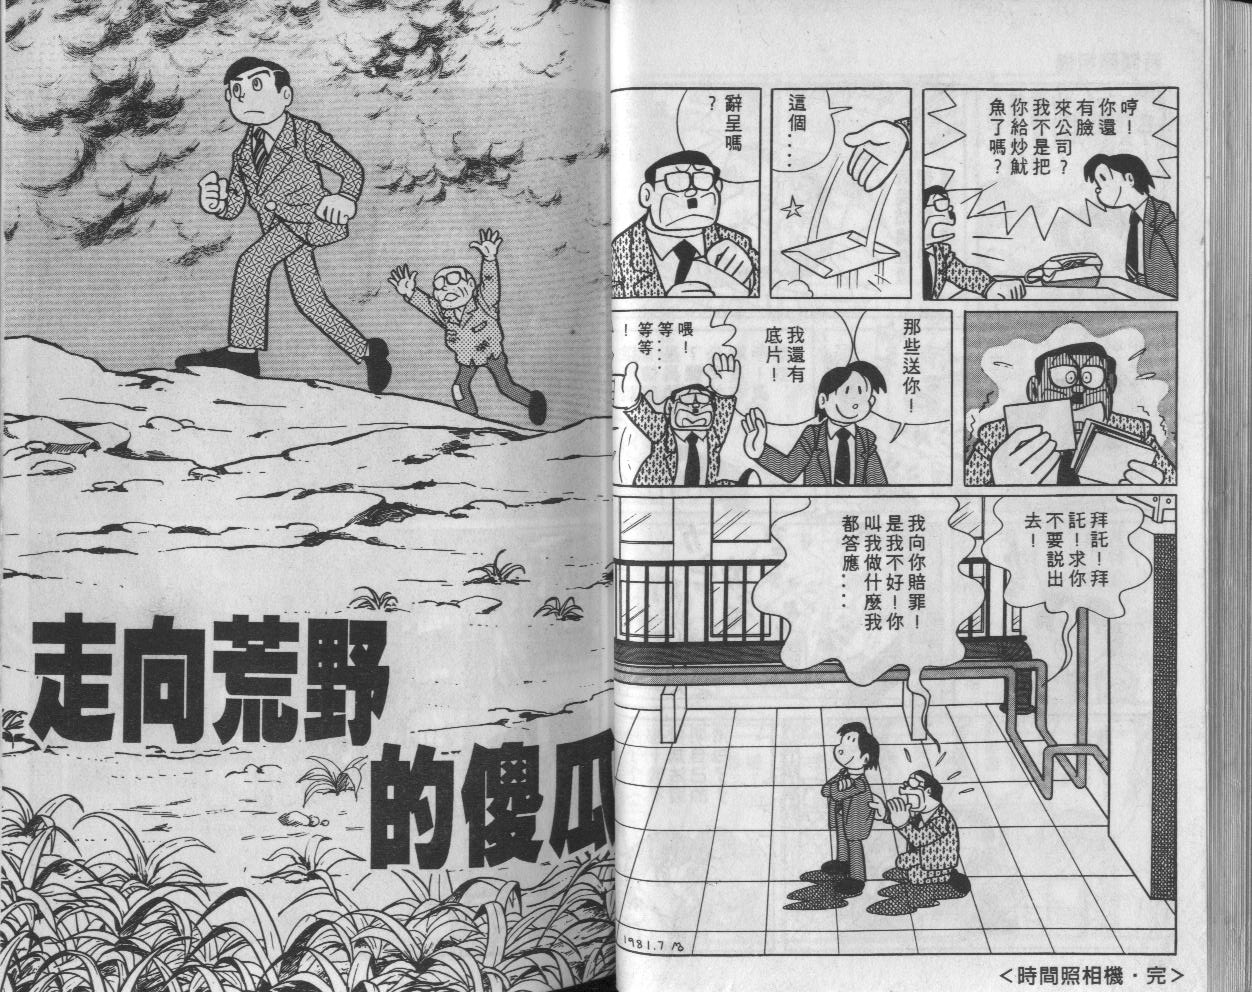 哼！
你還
有臉
來公司？
我不是把
你給炒魷
魚了嗎？
這個‥‥
辭呈嗎
？
那些送你！
我還有
底片！
喂！
等…
等等
！
拜託！拜
託！求你
不要說出
去！
我向你賠罪！
是我不好！你
叫我做什麼我
都答應‥‥
1981.7
＜時間照相機・完＞
走向荒野
的傻瓜